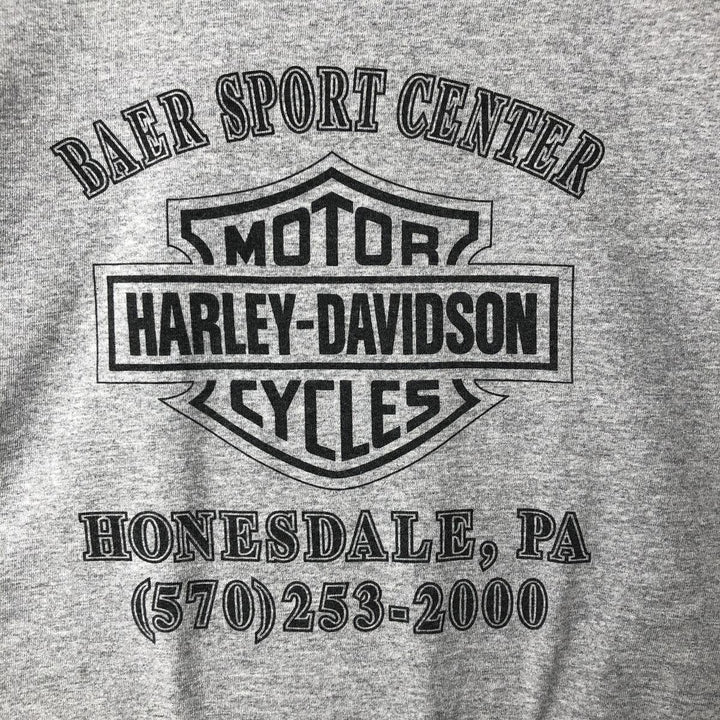 BAER SPORT CENTER
MOTOR
HARLEY-DAVIDSON
CYCLES
HONESDALE, PA
(570) 253-2000